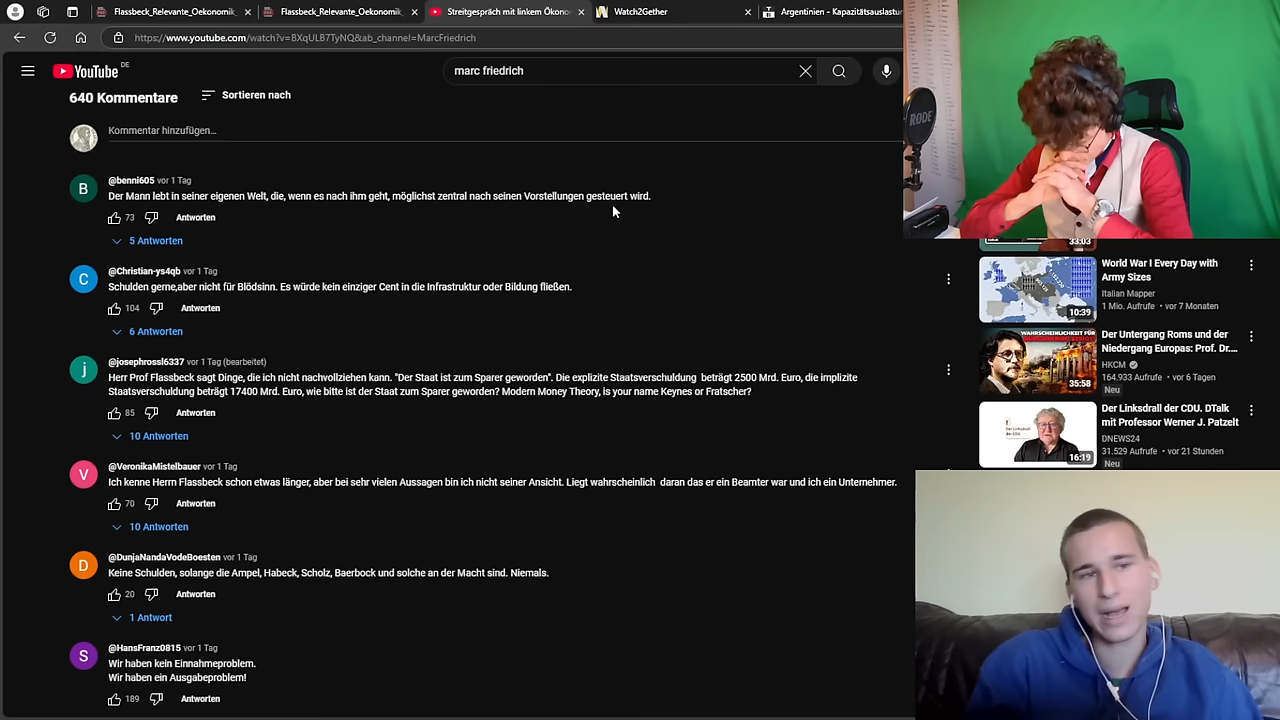 Flassbeck_Relevante_Oekonomik
Flassbeck_Relevante_Oekonom
Streitgespräch mit linkem Ökono
Watch2Gether
Argentinien - Kapazitätsauslastu
YouTube DE
marc friedrich
RØDE
640 Kommentare
Sortieren nach
Kommentar hinzufügen...
@benni605 vor 1 Tag
Der Mann lebt in seiner eigenen Welt, die, wenn es nach ihm geht, möglichst zentral nach seinen Vorstellungen gesteuert wird.
73 Antworten
5 Antworten
@Christian-ys4qb vor 1 Tag
Schulden gerne,aber nicht für Blödsinn. Es würde kein einziger Cent in die Infrastruktur oder Bildung fließen.
104 Antworten
6 Antworten
@josephrossl6337 vor 1 Tag (bearbeitet)
Herr Prof Flassbeck sagt Dinge, die ich nicht nachvollziehen kann. "Der Staat ist zum Sparer geworden". Die explizite Staatsverschuldung beträgt 2500 Mrd. Euro, die implizite
Staatsverschuldung beträgt 17400 Mrd. Euro, wie bitte ist der Staat zum Sparer geworden? Modern Money Theory, is your name Keynes or Fratscher?
85 Antworten
10 Antworten
@VeronikaMistelbauer vor 1 Tag
Ich kenne Herrn Flassbeck schon etwas länger, aber bei sehr vielen Aussagen bin ich nicht seiner Ansicht. Liegt wahrscheinlich daran das er ein Beamter war und ich ein Unternehmer.
70 Antworten
10 Antworten
@DunjaNandaVodeBoesten vor 1 Tag
Keine Schulden, solange die Ampel, Habeck, Scholz, Baerbock und solche an der Macht sind. Niemals.
20 Antworten
1 Antwort
@HansFranz0815 vor 1 Tag
Wir haben kein Einnahmeproblem.
Wir haben ein Ausgabeproblem!
189 Antworten
S
B
C
j
V
D
33:03
World War I Every Day with
Army Sizes
Italian Mapper
1 Mio. Aufrufe • vor 7 Monaten
10:39
WAHRSCHEINLICHKEIT FÜR
Der Untergang Roms und der
Niedergang Europas: Prof. Dr....
HKCM
164.933 Aufrufe • vor 6 Tagen
Neu
35:58
Der Linksdrall der CDU. DTalk
mit Professor Werner J. Patzelt
DNEWS24
31.529 Aufrufe • vor 21 Stunden
Neu
16:19